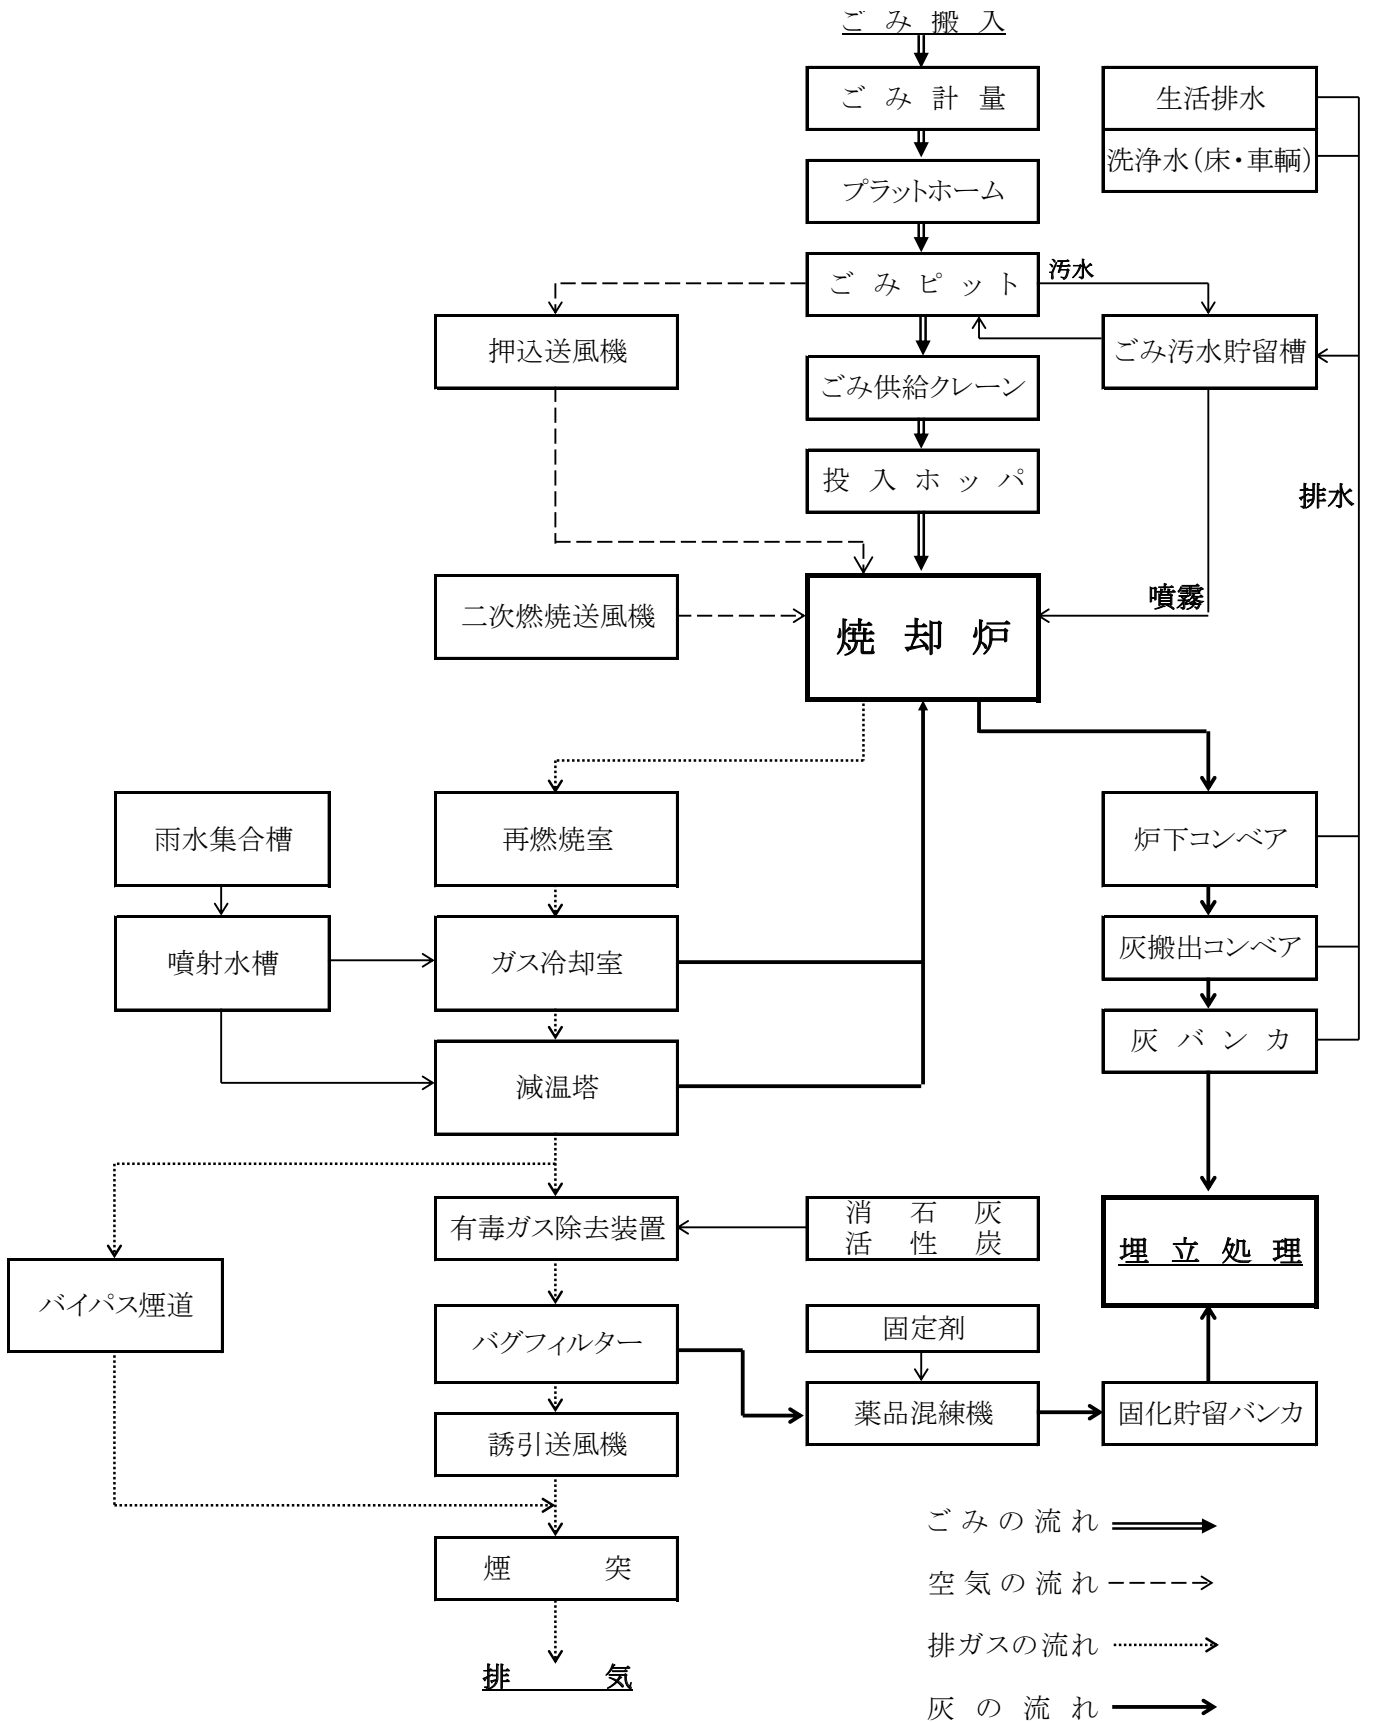 ごみ搬入
ごみ計量
生活排水
洗浄水(床・車輌)
プラットホーム
ごみピット
汚水
押込送風機
ごみ汚水貯留槽
ごみ供給クレーン
投入ホッパ
排水
二次燃焼送風機
焼却炉
噴霧
雨水集合槽
再燃焼室
炉下コンベア
噴射水槽
ガス冷却室
灰搬出コンベア
灰バンカ
減温塔
有毒ガス除去装置
消石灰
活性炭
埋立処理
バイパス煙道
バグフィルター
固定剤
薬品混練機
固化貯留バンカ
誘引送風機
煙突
排気
ごみの流れ
空気の流れ
排ガスの流れ
灰の流れ